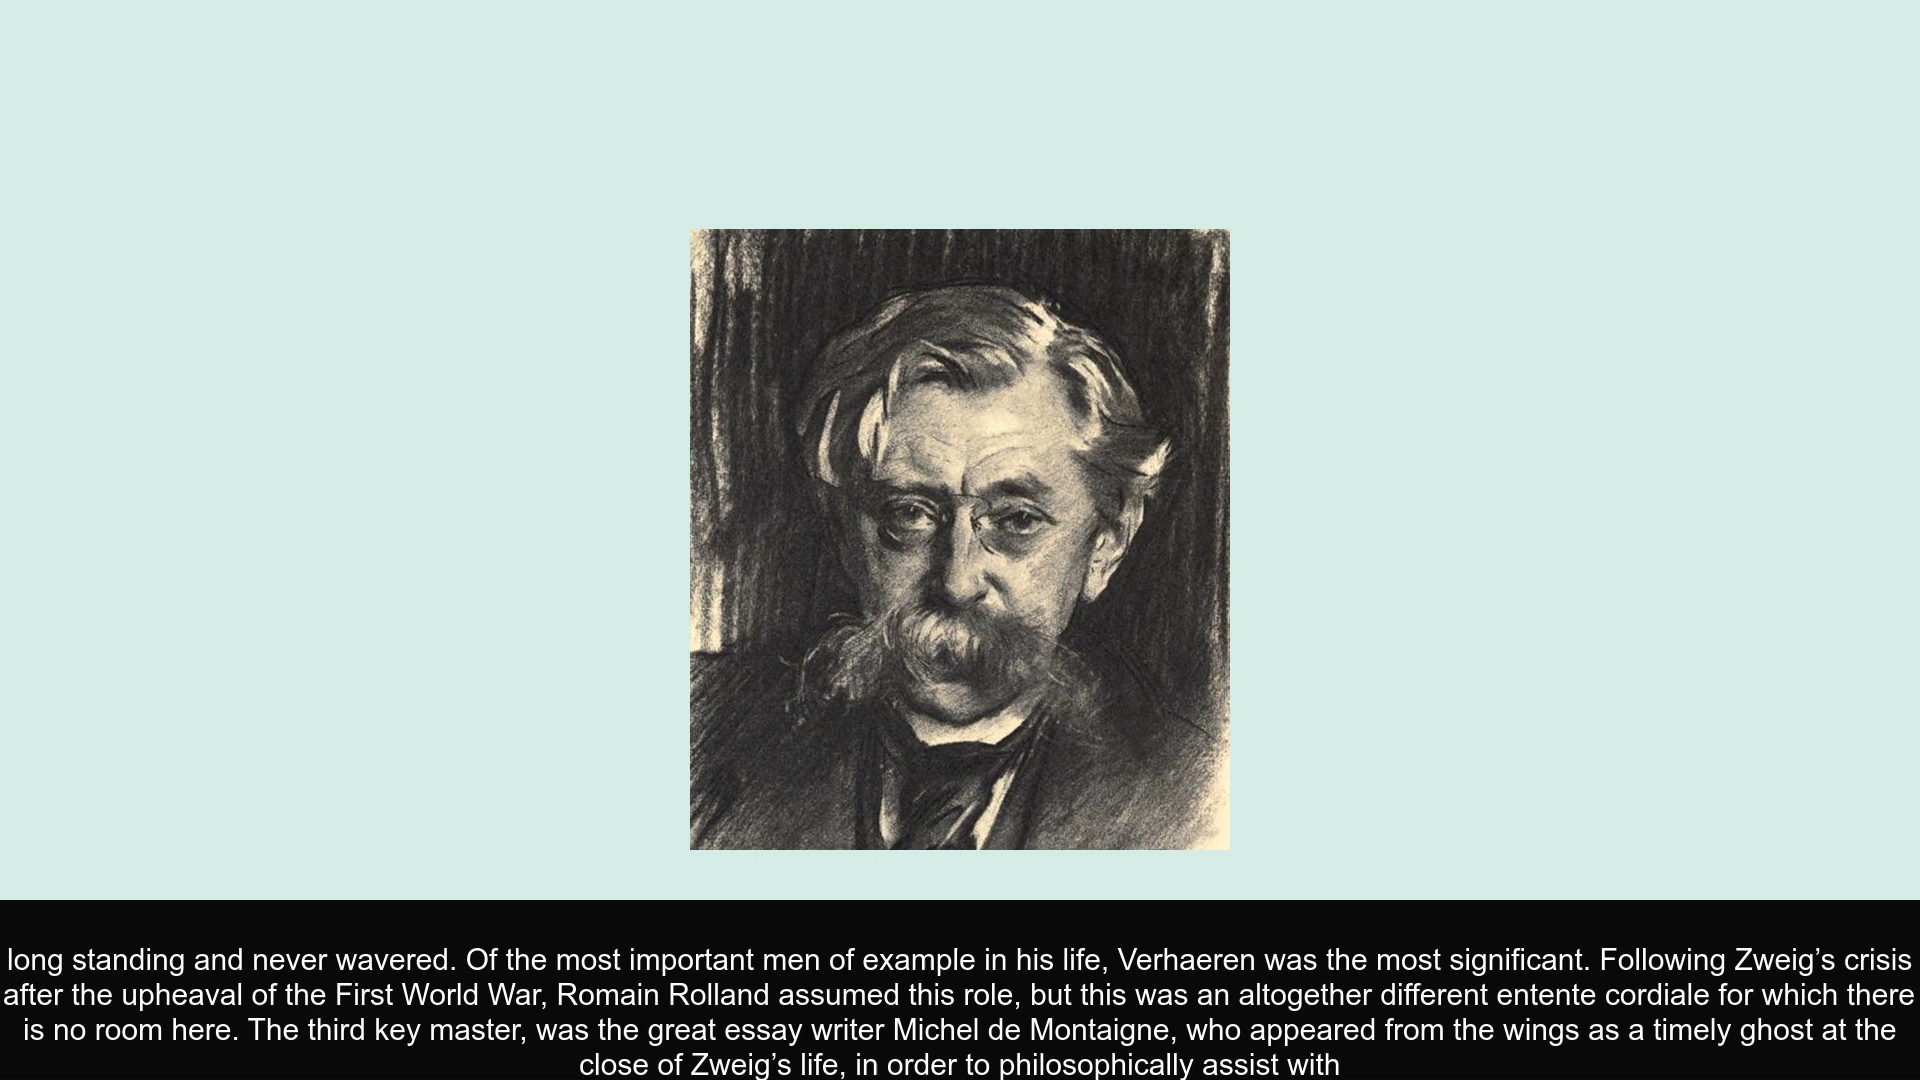 long standing and never wavered. Of the most important men of example in his life, Verhaeren was the most significant. Following Zweig’s crisis
after the upheaval of the First World War, Romain Rolland assumed this role, but this was an altogether different entente cordiale for which there
is no room here. The third key master, was the great essay writer Michel de Montaigne, who appeared from the wings as a timely ghost at the
close of Zweig’s life, in order to philosophically assist with